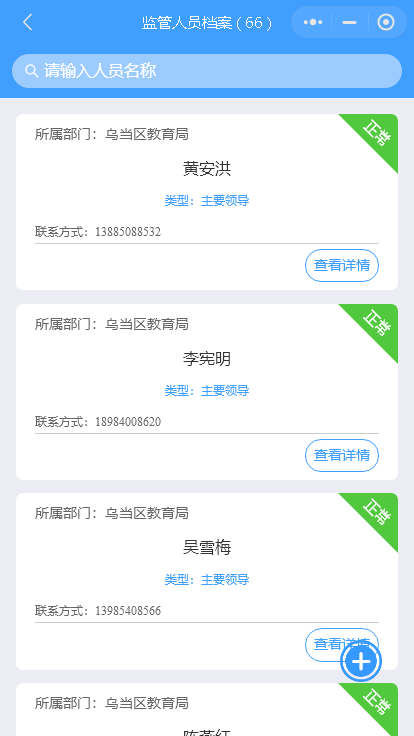 监管人员档案 ( 66 )
请输入人员名称
正常
所属部门：乌当区教育局
黄安洪
类型：主要领导
联系方式：13885088532
查看详情
正常
所属部门：乌当区教育局
李宪明
类型：主要领导
联系方式：18984008620
查看详情
正常
所属部门：乌当区教育局
吴雪梅
类型：主要领导
联系方式：13985408566
查看详情
正常
所属部门：乌当区教育局